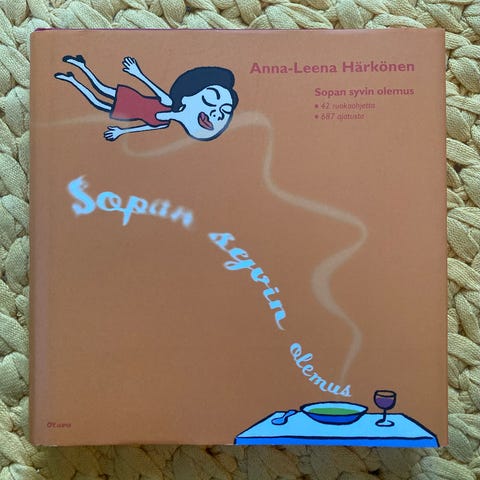 Anna-Leena Härkönen
Sopan syvin olemus
• 42 ruokaohjetta
• 687 ajatusta
Sopan
syvin
olemus
Otava